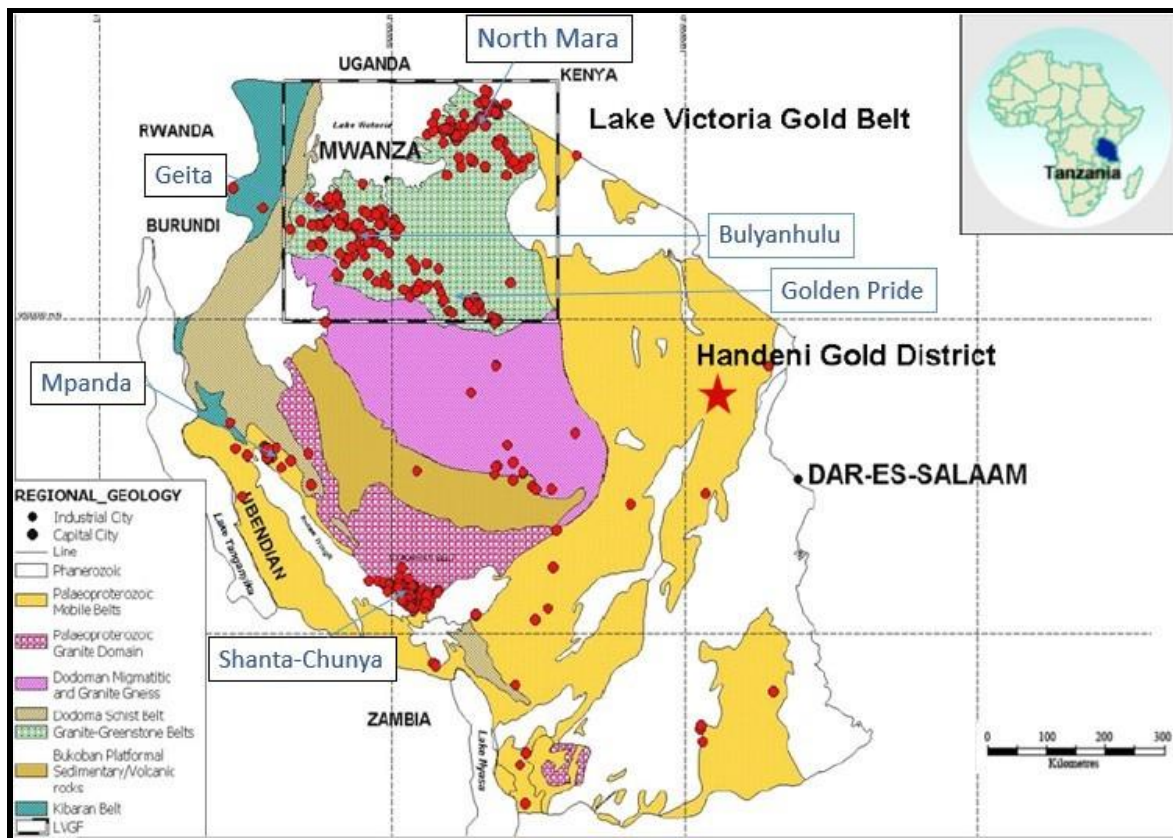 North Mara
UGANDA
KENYA
Lake Victoria Gold Belt
RWANDA
Lake Victoria
MWANZA
Tanzania
Geita
BURUNDI
Bulyanhulu
Golden Pride
Handeni Gold District
Mpanda
DAR-ES-SALAAM
UBENDIAN
Lake Tanganyika
Shanta-Chunya
ZAMBIA
Lake Nyasa
REGIONAL_GEOLOGY
Industrial City
Capital City
Line
Phanerozoic
Palaeoproterozoic
Mobile Belts
Palaeoproterozoic
Granite Domain
Dodoman Migmatitic
and Granite Gneiss
Dodoma Schist Belt
Granite-Greenstone Belts
Bukoban Platformal
Sedimentary/Volcanic
rocks
Kibaran Belt
LVGF
0 100 200 300
Kilometres